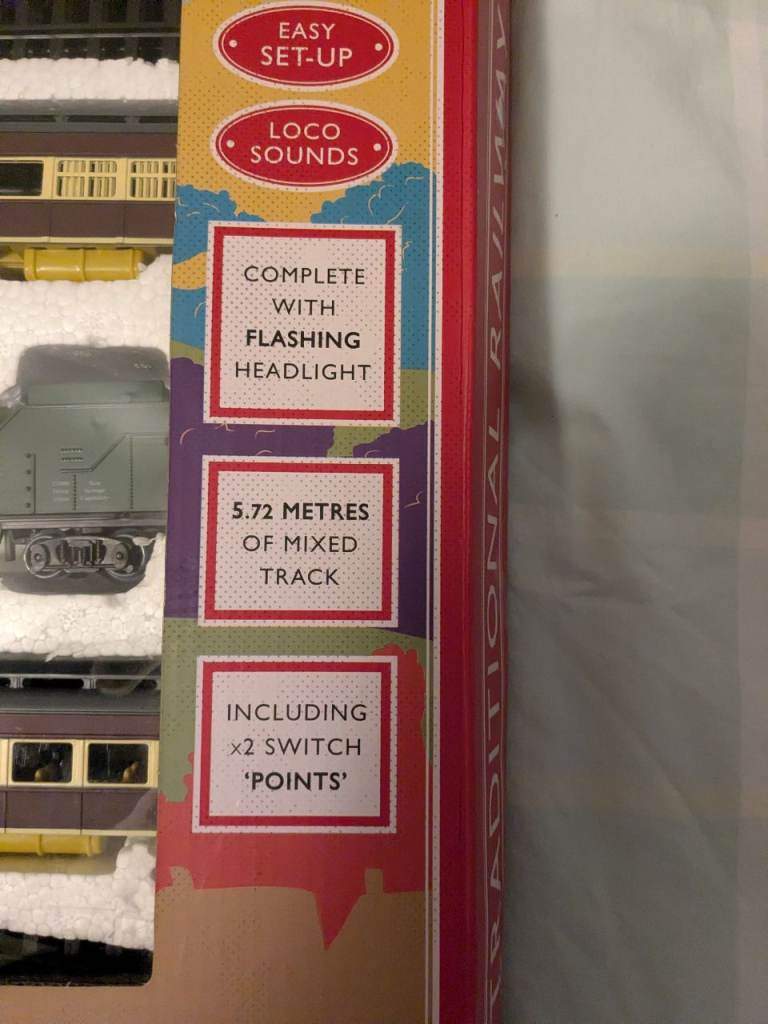 EASY
SET-UP
LOCO
SOUNDS
COMPLETE
WITH
FLASHING
HEADLIGHT
5.72 METRES
OF MIXED
TRACK
INCLUDING
x2 SWITCH
'POINTS'
TRADITIONAL RAILWAY